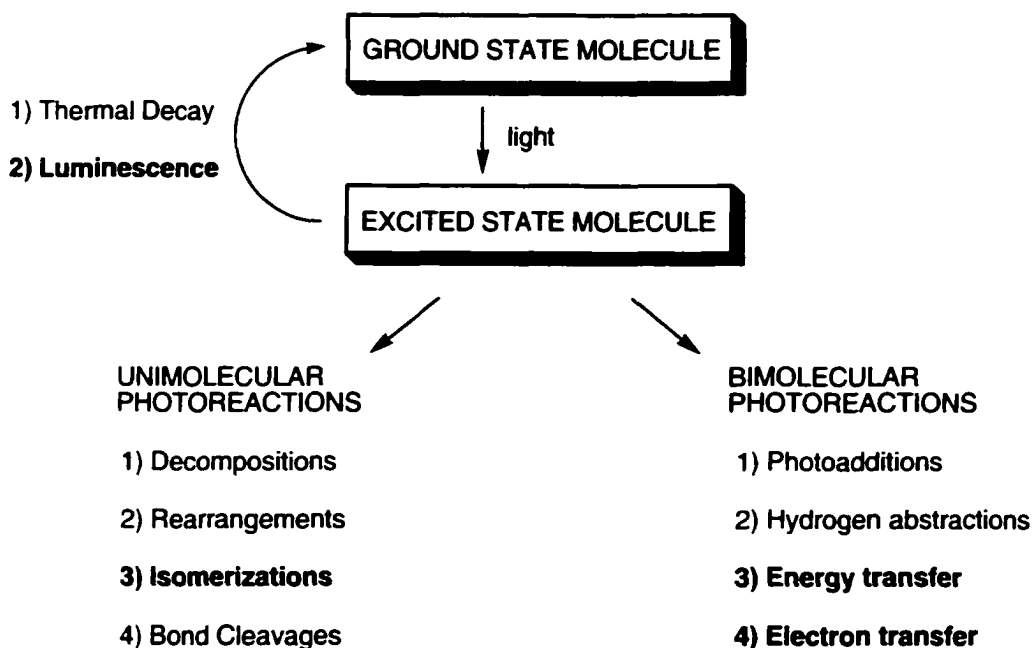 GROUND STATE MOLECULE
1) Thermal Decay
2) Luminescence
light
EXCITED STATE MOLECULE
UNIMOLECULAR
PHOTOREACTIONS
1) Decompositions
2) Rearrangements
3) Isomerizations
4) Bond Cleavages
BIMOLECULAR
PHOTOREACTIONS
1) Photoadditions
2) Hydrogen abstractions
3) Energy transfer
4) Electron transfer